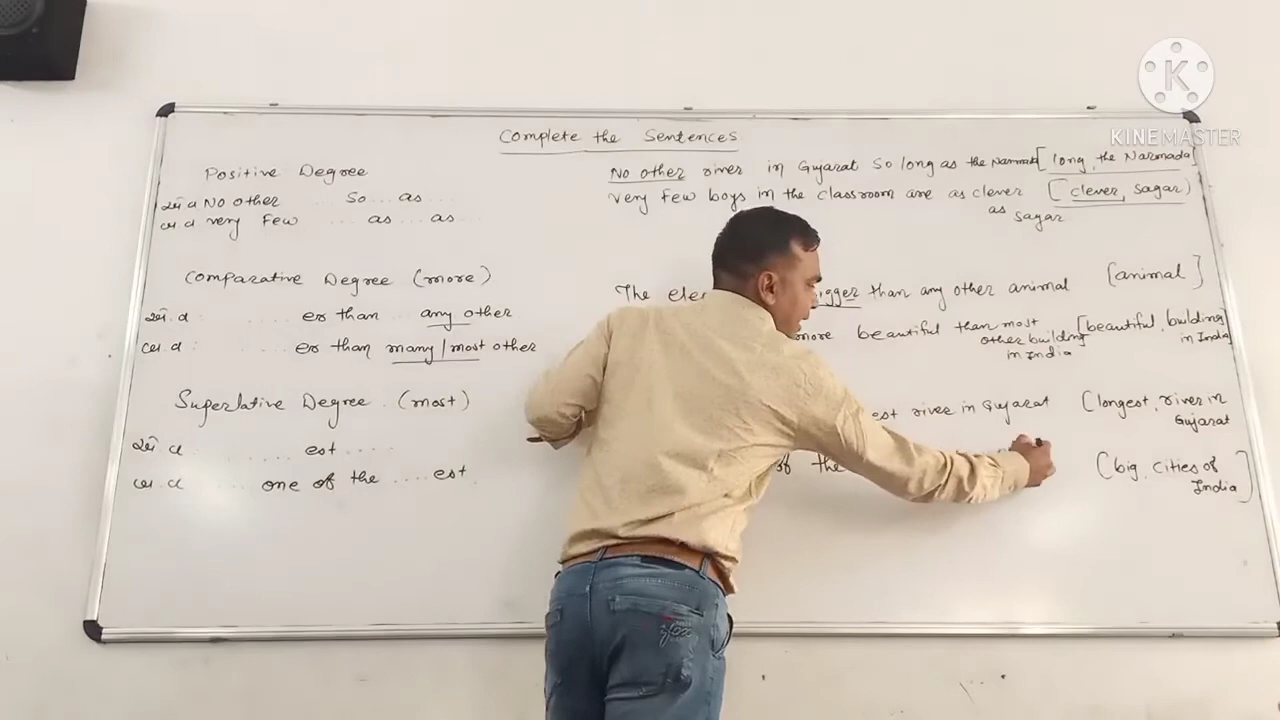 KINEMASTER
Complete the Sentences
Positive Degree
No other ... So ... as ...
very Few ... as ... as ...
Comparative Degree (more)
...... er than ... any other
...... er than many/most other
Superlative Degree (most)
...... est ....
..... one of the .... est
No other river in Gujarat So long as the [long, the Narmada]
very Few boys in the classroom are as clever [clever, sagar)
as sagar
The bigger than any other animal [animal]
more beautiful than most [beautiful, building
other building in India
in India
est river in Gujarat (longest, river in
Gujarat
of the (big, cities of
India]